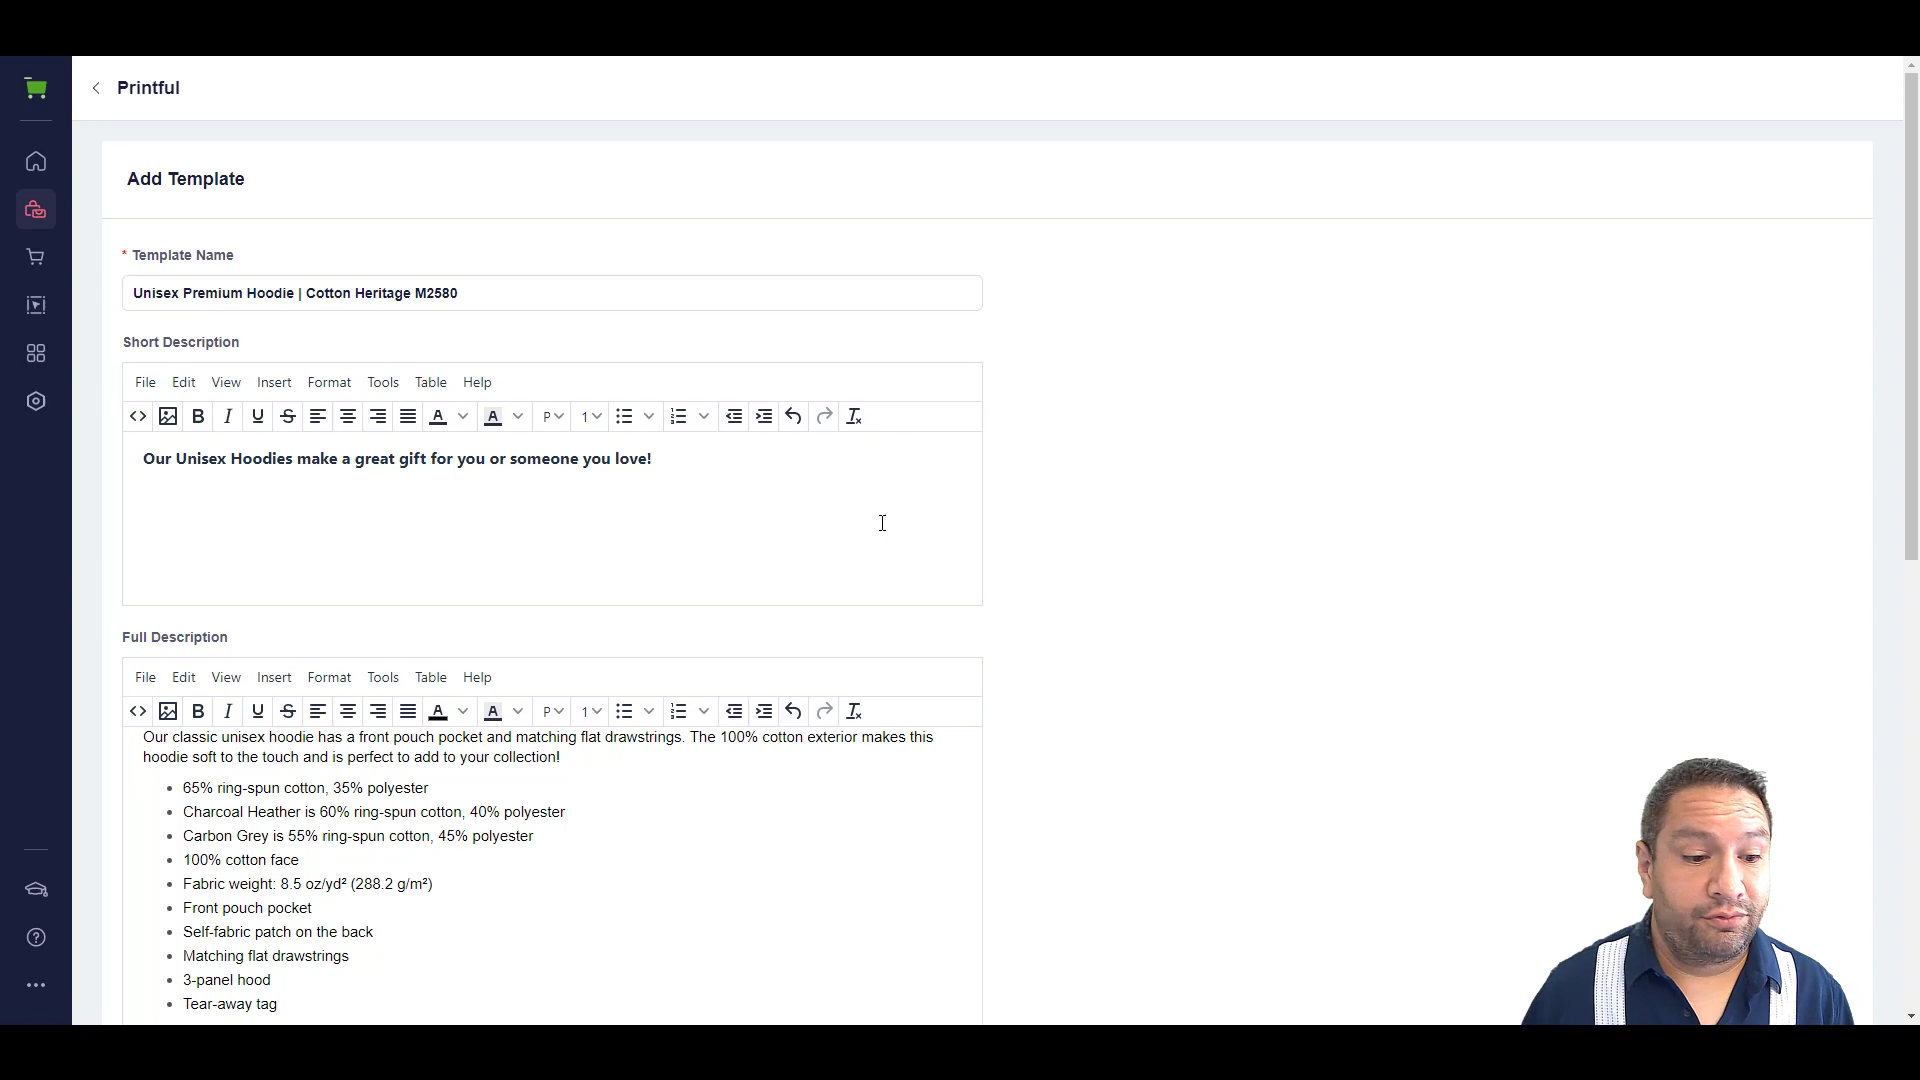 Printful
Add Template
* Template Name
Unisex Premium Hoodie | Cotton Heritage M2580
Short Description
File Edit View Insert Format Tools Table Help
B I U S A A P 1
Our Unisex Hoodies make a great gift for you or someone you love!
Full Description
File Edit View Insert Format Tools Table Help
B I U S A A P 1
Our classic unisex hoodie has a front pouch pocket and matching flat drawstrings. The 100% cotton exterior makes this
hoodie soft to the touch and is perfect to add to your collection!
• 65% ring-spun cotton, 35% polyester
• Charcoal Heather is 60% ring-spun cotton, 40% polyester
• Carbon Grey is 55% ring-spun cotton, 45% polyester
• 100% cotton face
• Fabric weight: 8.5 oz/yd² (288.2 g/m²)
• Front pouch pocket
• Self-fabric patch on the back
• Matching flat drawstrings
• 3-panel hood
• Tear-away tag